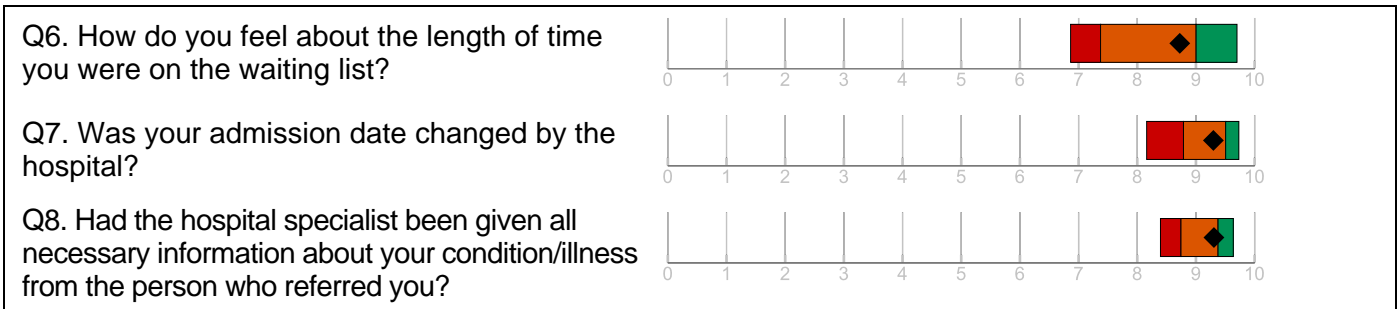 Q6. How do you feel about the length of time
you were on the waiting list?
0 1 2 3 4 5 6 7 8 9 10
Q7. Was your admission date changed by the
hospital?
0 1 2 3 4 5 6 7 8 9 10
Q8. Had the hospital specialist been given all
necessary information about your condition/illness
from the person who referred you?
0 1 2 3 4 5 6 7 8 9 10